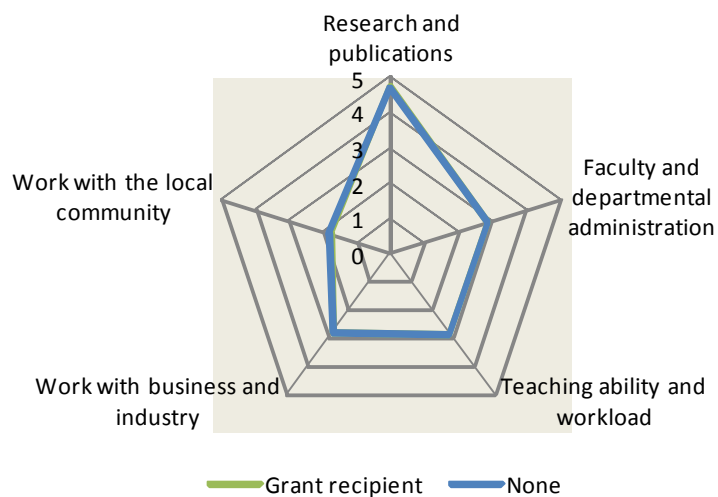 Research and
publications
5
4
3
2
1
0
Faculty and
departmental
administration
Work with the local
community
Work with business and
industry
Teaching ability and
workload
Grant recipient
None